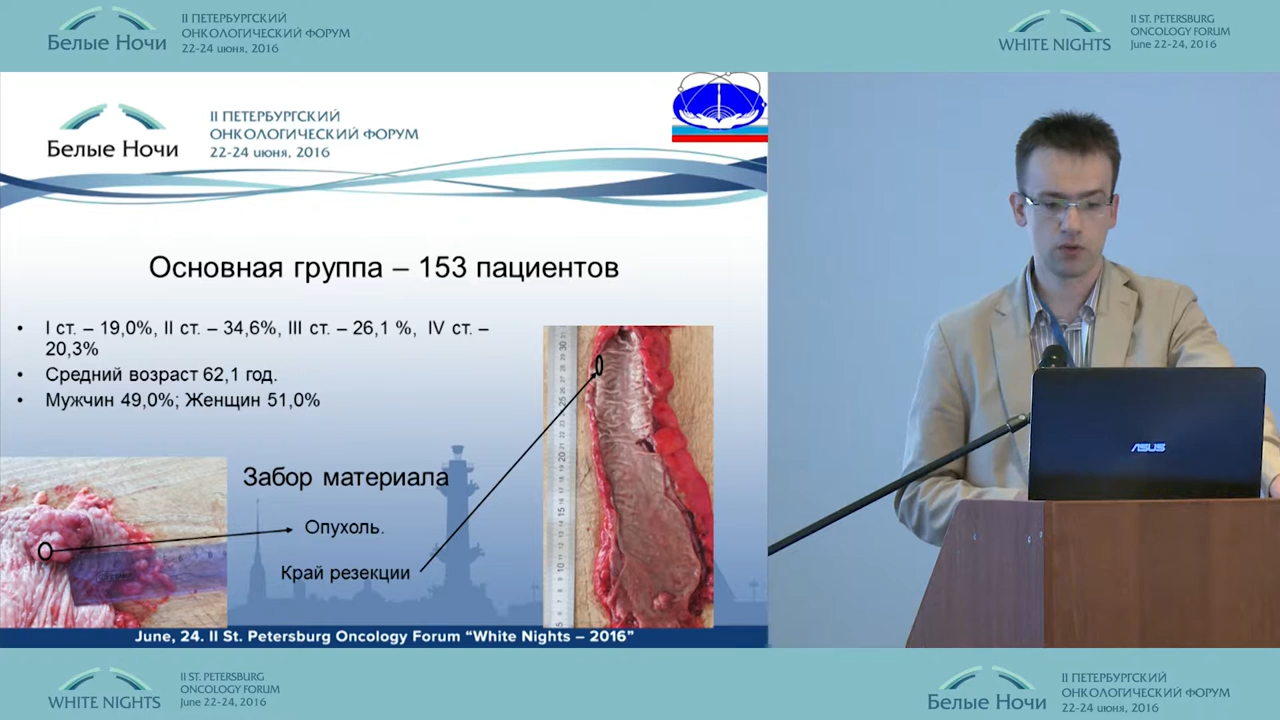 Белые Ночи
II ПЕТЕРБУРГСКИЙ
ОНКОЛОГИЧЕСКИЙ ФОРУМ
22-24 июня, 2016
WHITE NIGHTS
II ST. PETERSBURG
ONCOLOGY FORUM
June 22-24, 2016
Белые Ночи
II ПЕТЕРБУРГСКИЙ
ОНКОЛОГИЧЕСКИЙ ФОРУМ
22-24 июня, 2016
Основная группа – 153 пациентов
• I ст. – 19,0%, II ст. – 34,6%, III ст. – 26,1 %, IV ст. –
20,3%
• Средний возраст 62,1 год.
• Мужчин 49,0%; Женщин 51,0%
Забор материала
Опухоль.
Край резекции
June, 24. II St. Petersburg Oncology Forum “White Nights – 2016”
ASUS
WHITE NIGHTS
II ST. PETERSBURG
ONCOLOGY FORUM
June 22-24, 2016
Белые Ночи
II ПЕТЕРБУРГСКИЙ
ОНКОЛОГИЧЕСКИЙ ФОРУМ
22-24 июня, 2016